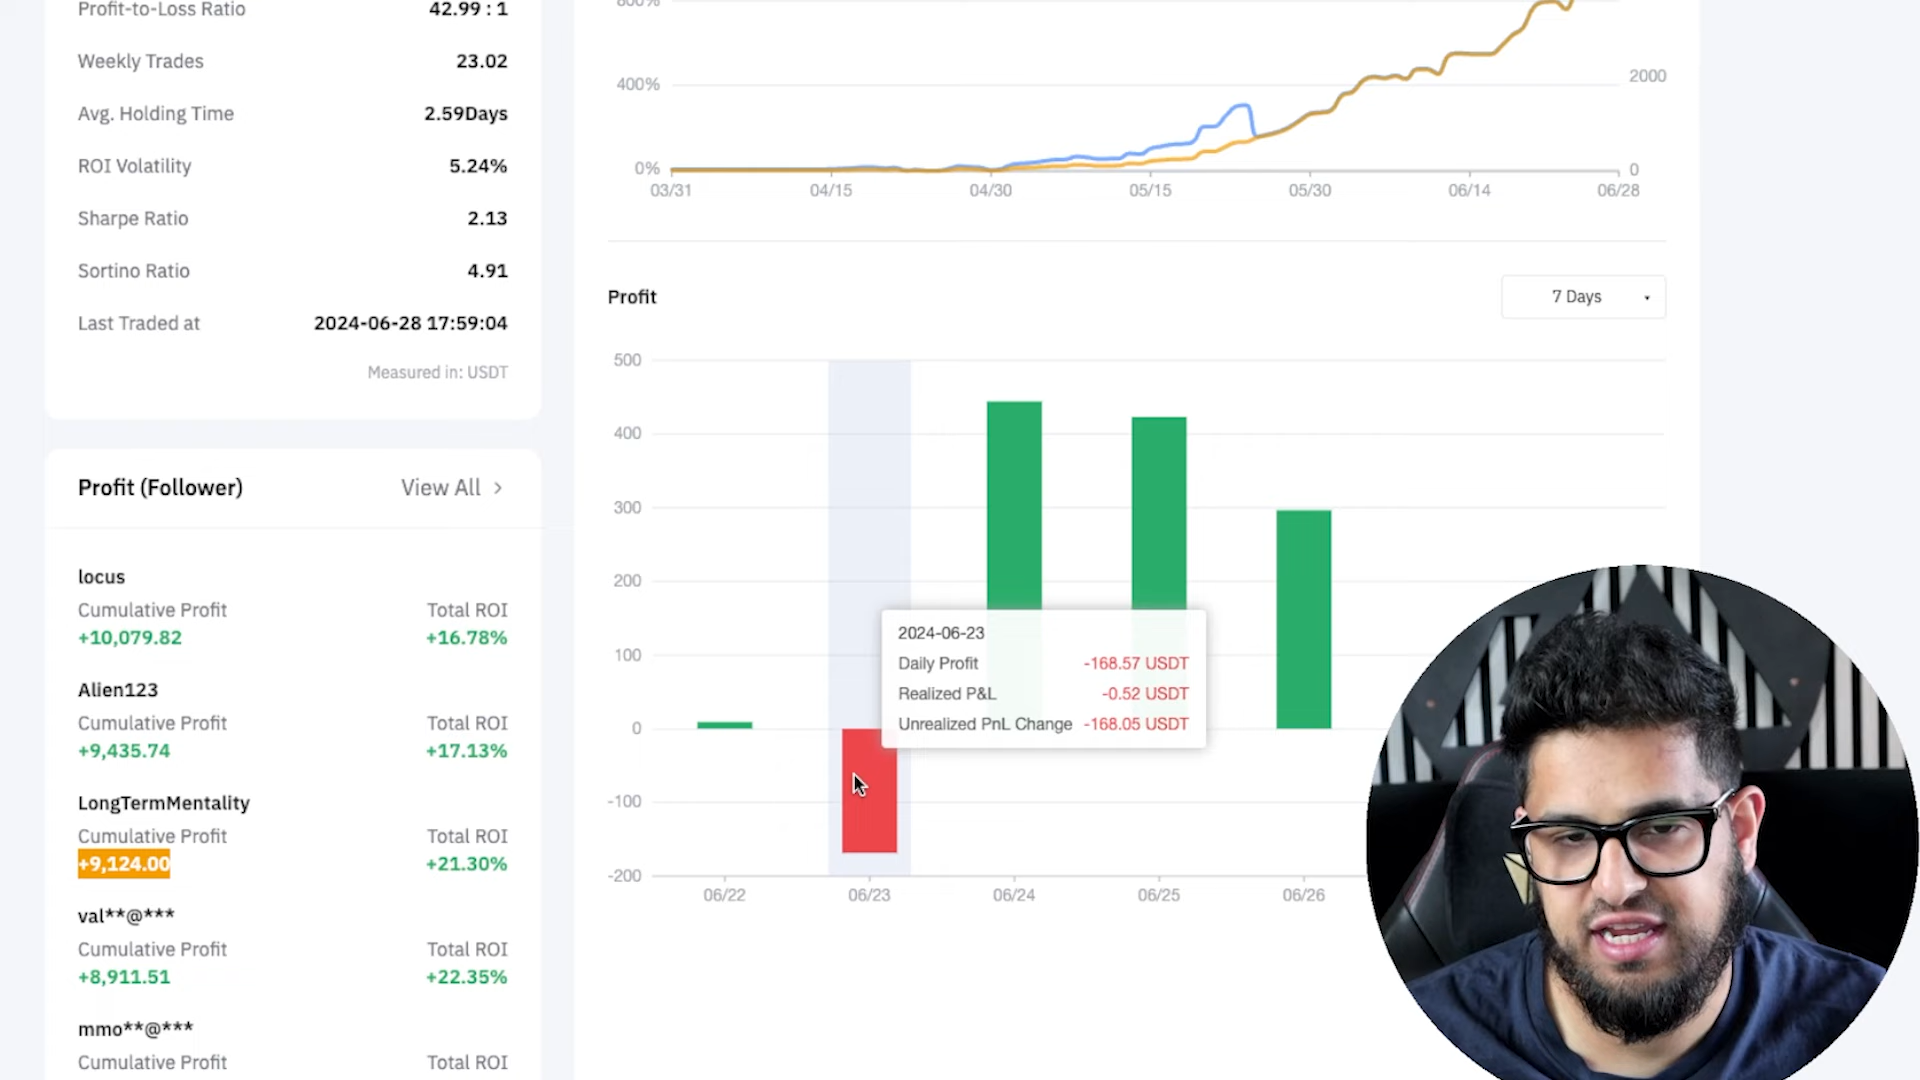 Profit-to-Loss Ratio 42.99 : 1
Weekly Trades 23.02
Avg. Holding Time 2.59Days
ROI Volatility 5.24%
Sharpe Ratio 2.13
Sortino Ratio 4.91
Last Traded at 2024-06-28 17:59:04
Measured in: USDT
Profit (Follower) View All >
locus
Cumulative Profit Total ROI
+10,079.82 +16.78%
Alien123
Cumulative Profit Total ROI
+9,435.74 +17.13%
LongTermMentality
Cumulative Profit Total ROI
+9,124.00 +21.30%
val**@***
Cumulative Profit Total ROI
+8,911.51 +22.35%
mmo**@***
Cumulative Profit Total ROI
800%
400% 2000
0% 0
03/31 04/15 04/30 05/15 05/30 06/14 06/28
Profit 7 Days
500
400
300
200
100
0
-100
-200
2024-06-23
Daily Profit -168.57 USDT
Realized P&L -0.52 USDT
Unrealized PnL Change -168.05 USDT
06/22 06/23 06/24 06/25 06/26